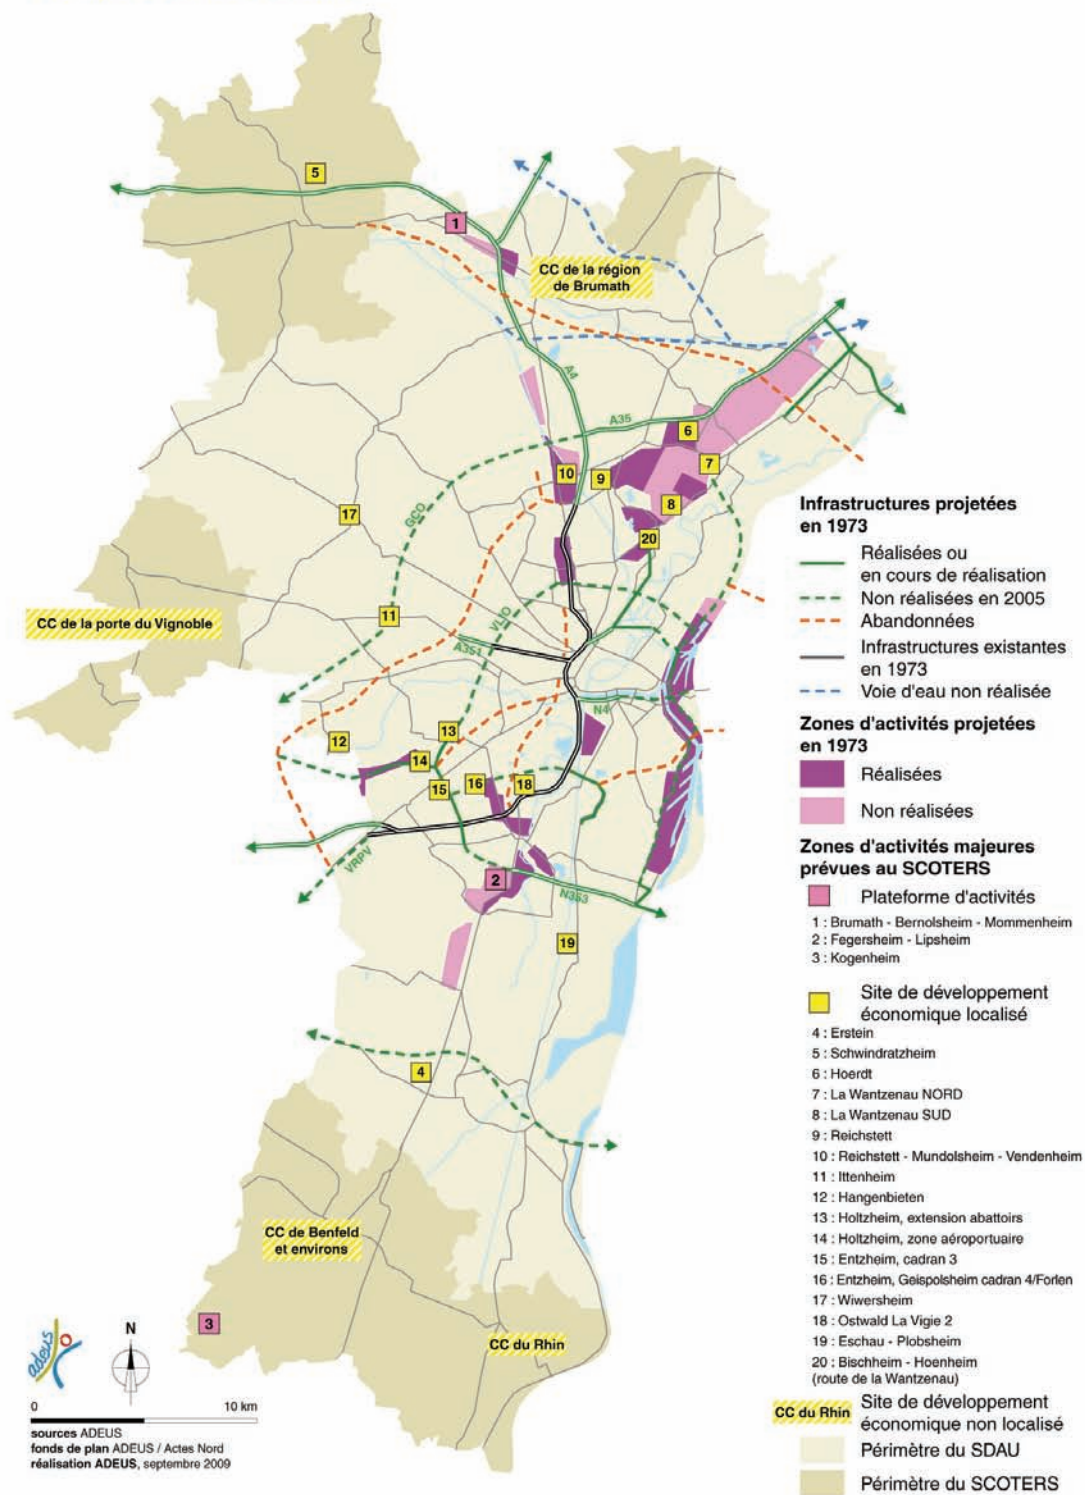 5
1
CC de la région
de Brumath
A4
A35
6
7
10
9
8
20
17
GCO
11
CC de la porte du Vignoble
VLIO
A351
N4
12
13
14
15
16
18
VRPV
2
N353
19
4
CC de Benfeld
et environs
3
CC du Rhin
Infrastructures projetées
en 1973
Réalisées ou
en cours de réalisation
Non réalisées en 2005
Abandonnées
Infrastructures existantes
en 1973
Voie d'eau non réalisée
Zones d'activités projetées
en 1973
Réalisées
Non réalisées
Zones d'activités majeures
prévues au SCOTERS
Plateforme d'activités
1 : Brumath - Bernolsheim - Mommenheim
2 : Fegersheim - Lipsheim
3 : Kogenheim
Site de développement
économique localisé
4 : Erstein
5 : Schwindratzheim
6 : Hoerdt
7 : La Wantzenau NORD
8 : La Wantzenau SUD
9 : Reichstett
10 : Reichstett - Mundolsheim - Vendenheim
11 : Ittenheim
12 : Hangenbieten
13 : Holtzheim, extension abattoirs
14 : Holtzheim, zone aéroportuaire
15 : Entzheim, cadran 3
16 : Entzheim, Geispolsheim cadran 4/Forlen
17 : Wiwersheim
18 : Ostwald La Vigie 2
19 : Eschau - Plobsheim
20 : Bischheim - Hoenheim
(route de la Wantzenau)
CC du Rhin
Site de développement
économique non localisé
Périmètre du SDAU
Périmètre du SCOTERS
adeus
N
0 10 km
sources ADEUS
fonds de plan ADEUS / Actes Nord
réalisation ADEUS, septembre 2009